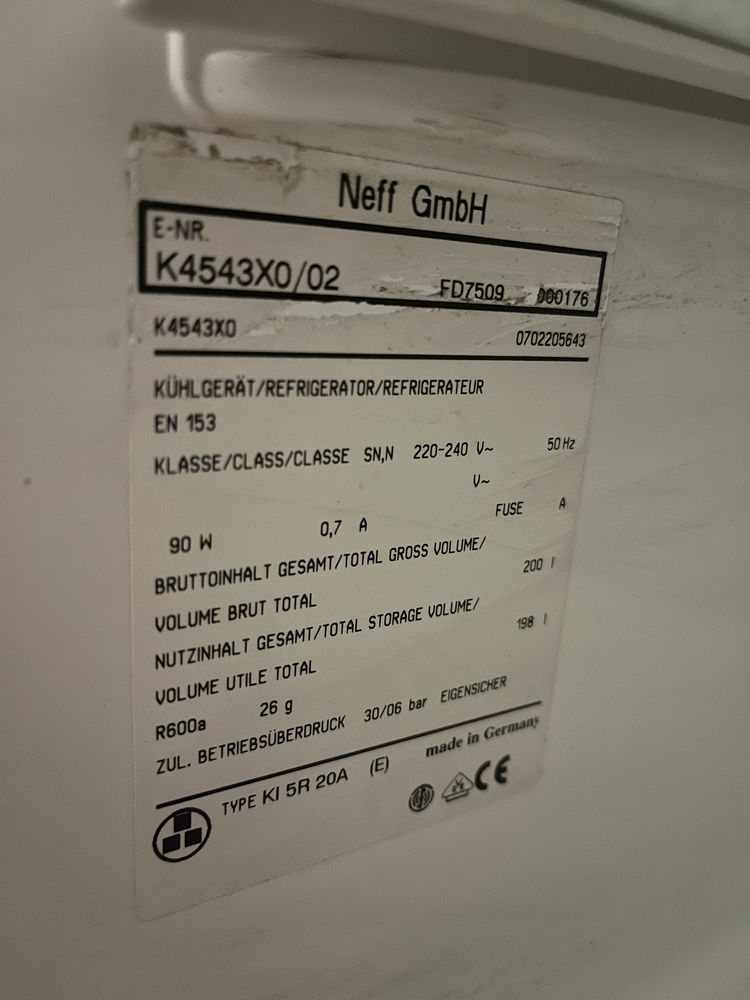 Neff GmbH
E-NR.
K4543X0/02 FD7509 000176
K4543X0 0702205643
KÜHLGERÄT/REFRIGERATOR/REFRIGERATEUR
EN 153
KLASSE/CLASS/CLASSE SN,N 220-240 V~ 50 Hz
V~
90 W 0,7 A FUSE A
BRUTTOINHALT GESAMT/TOTAL GROSS VOLUME/
VOLUME BRUT TOTAL 200 l
NUTZINHALT GESAMT/TOTAL STORAGE VOLUME/
VOLUME UTILE TOTAL 198 l
R600a 26 g
ZUL. BETRIEBSÜBERDRUCK 30/06 bar EIGENSICHER
made in Germany
TYPE KI 5R 20A (E) CE